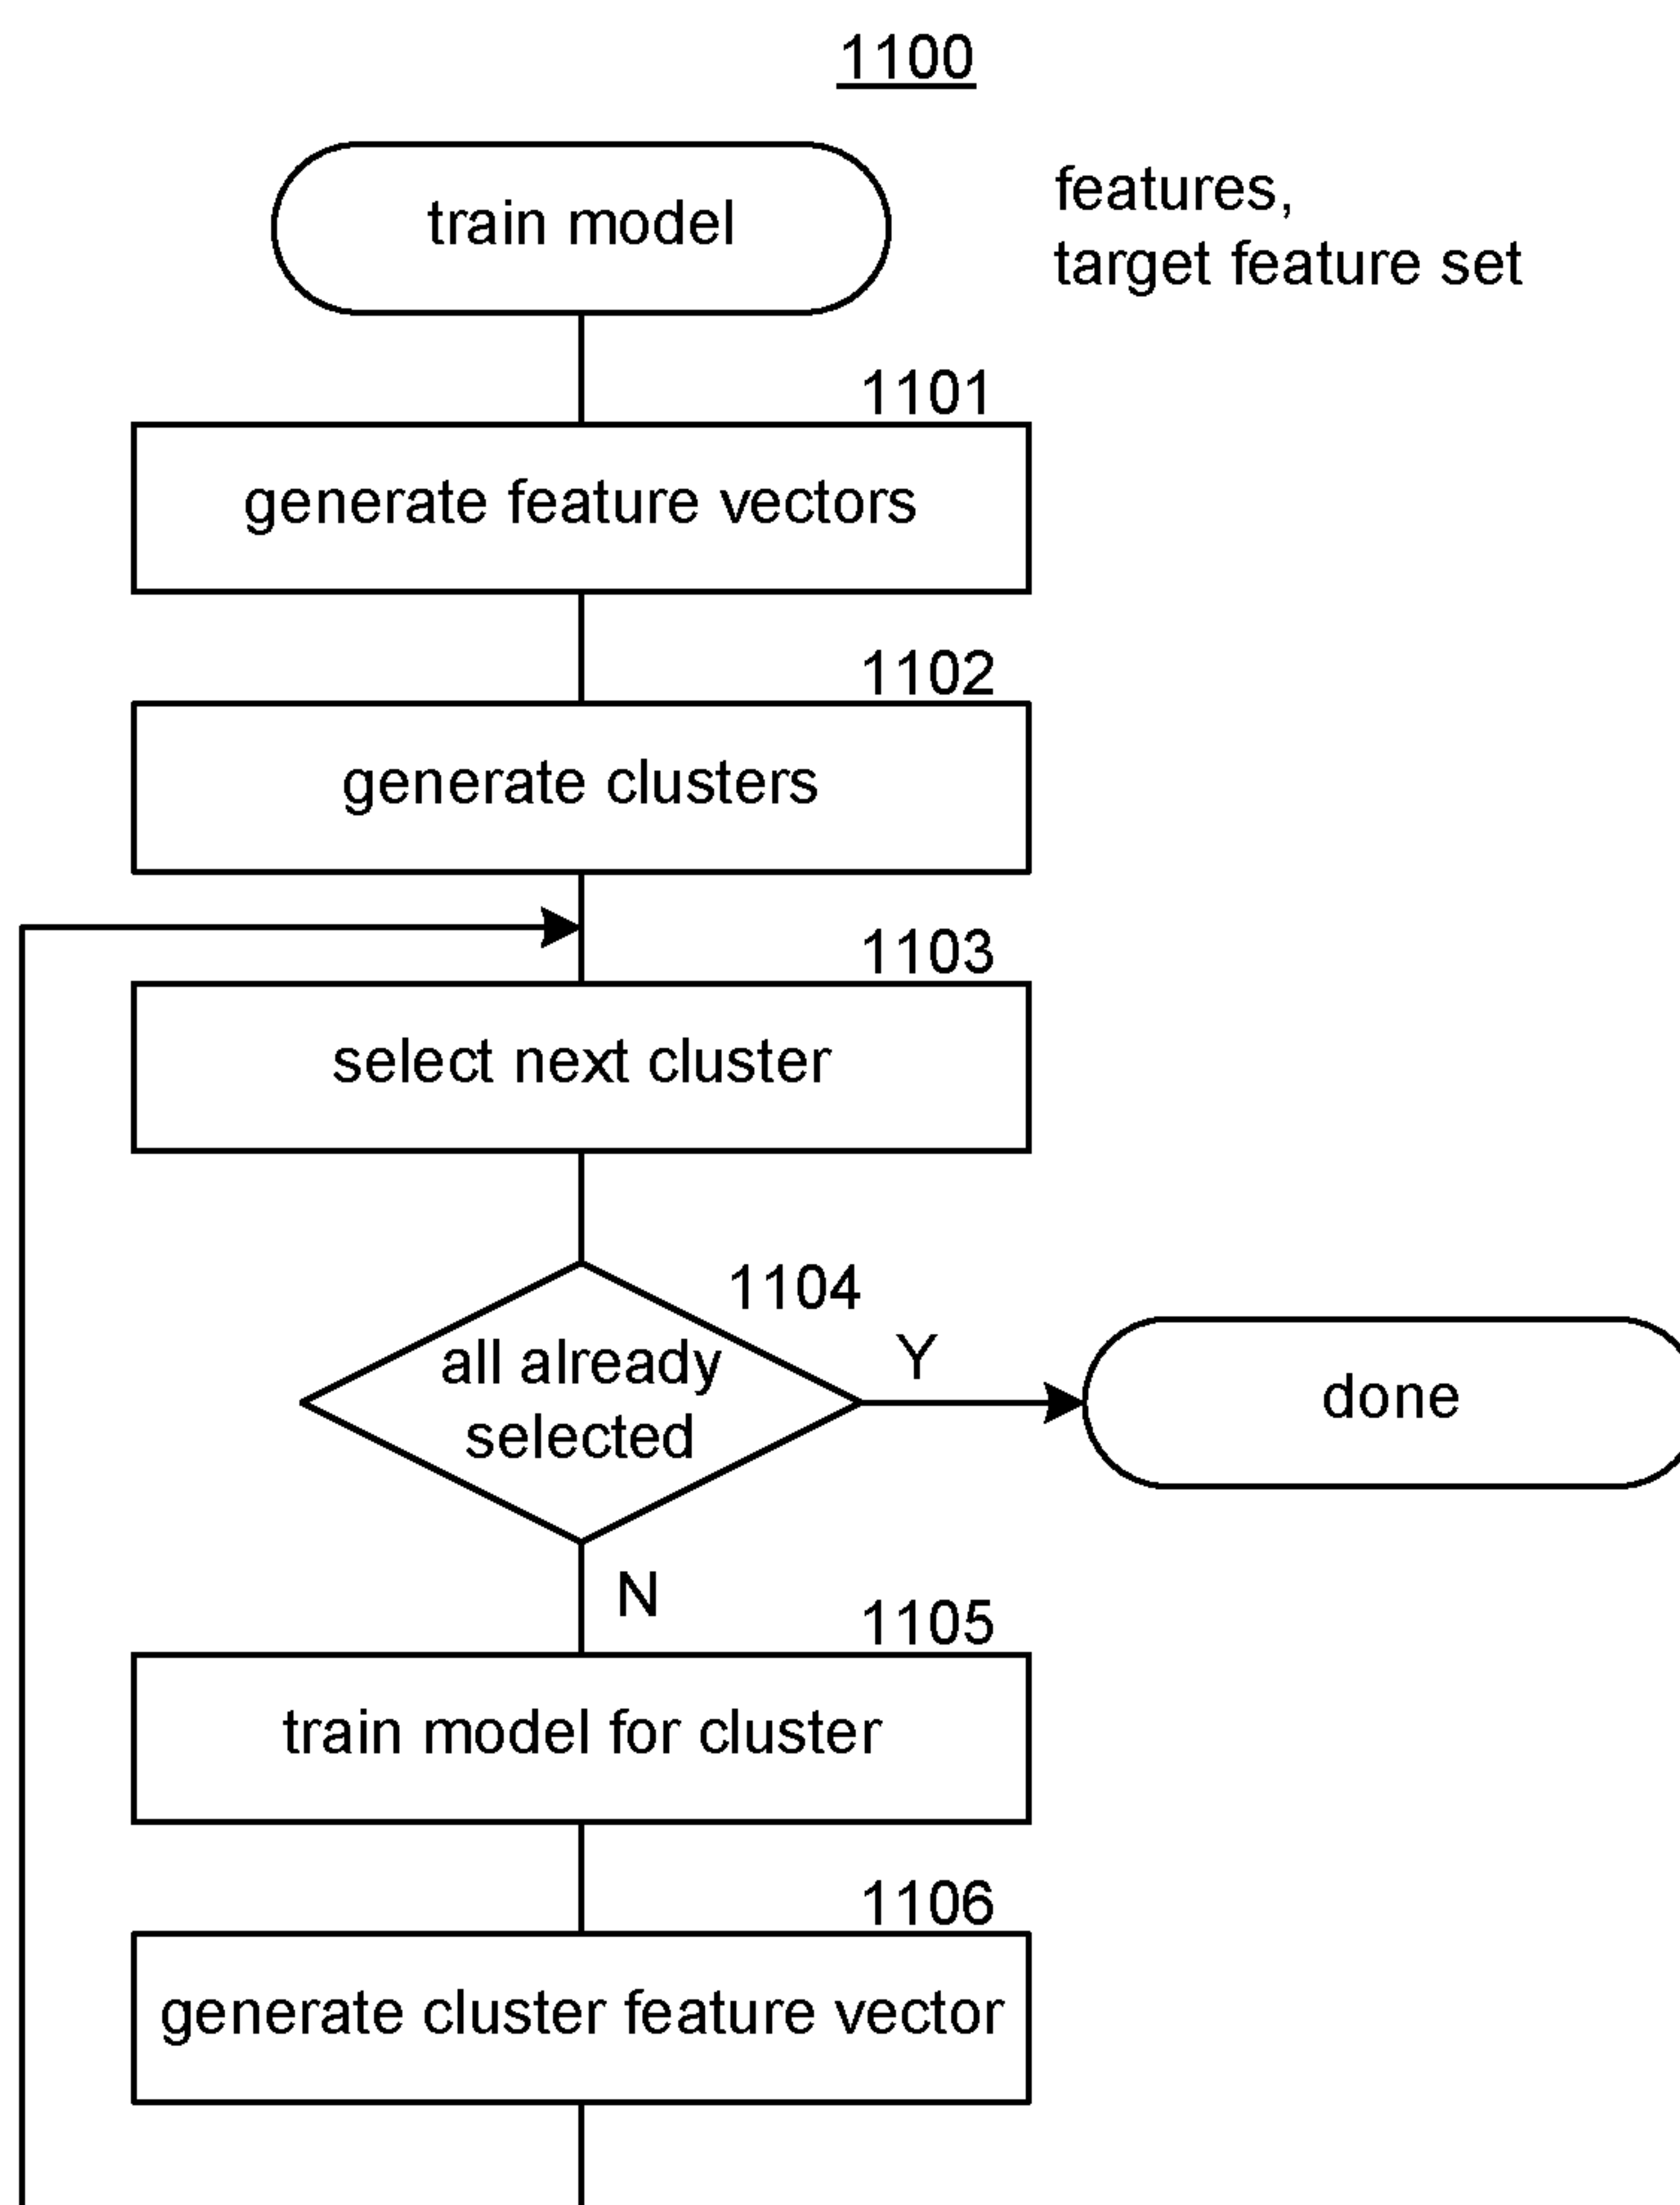 1100
train model
features,
target feature set
1101
generate feature vectors
1102
generate clusters
1103
select next cluster
1104
all already
selected
Y
done
N
1105
train model for cluster
1106
generate cluster feature vector